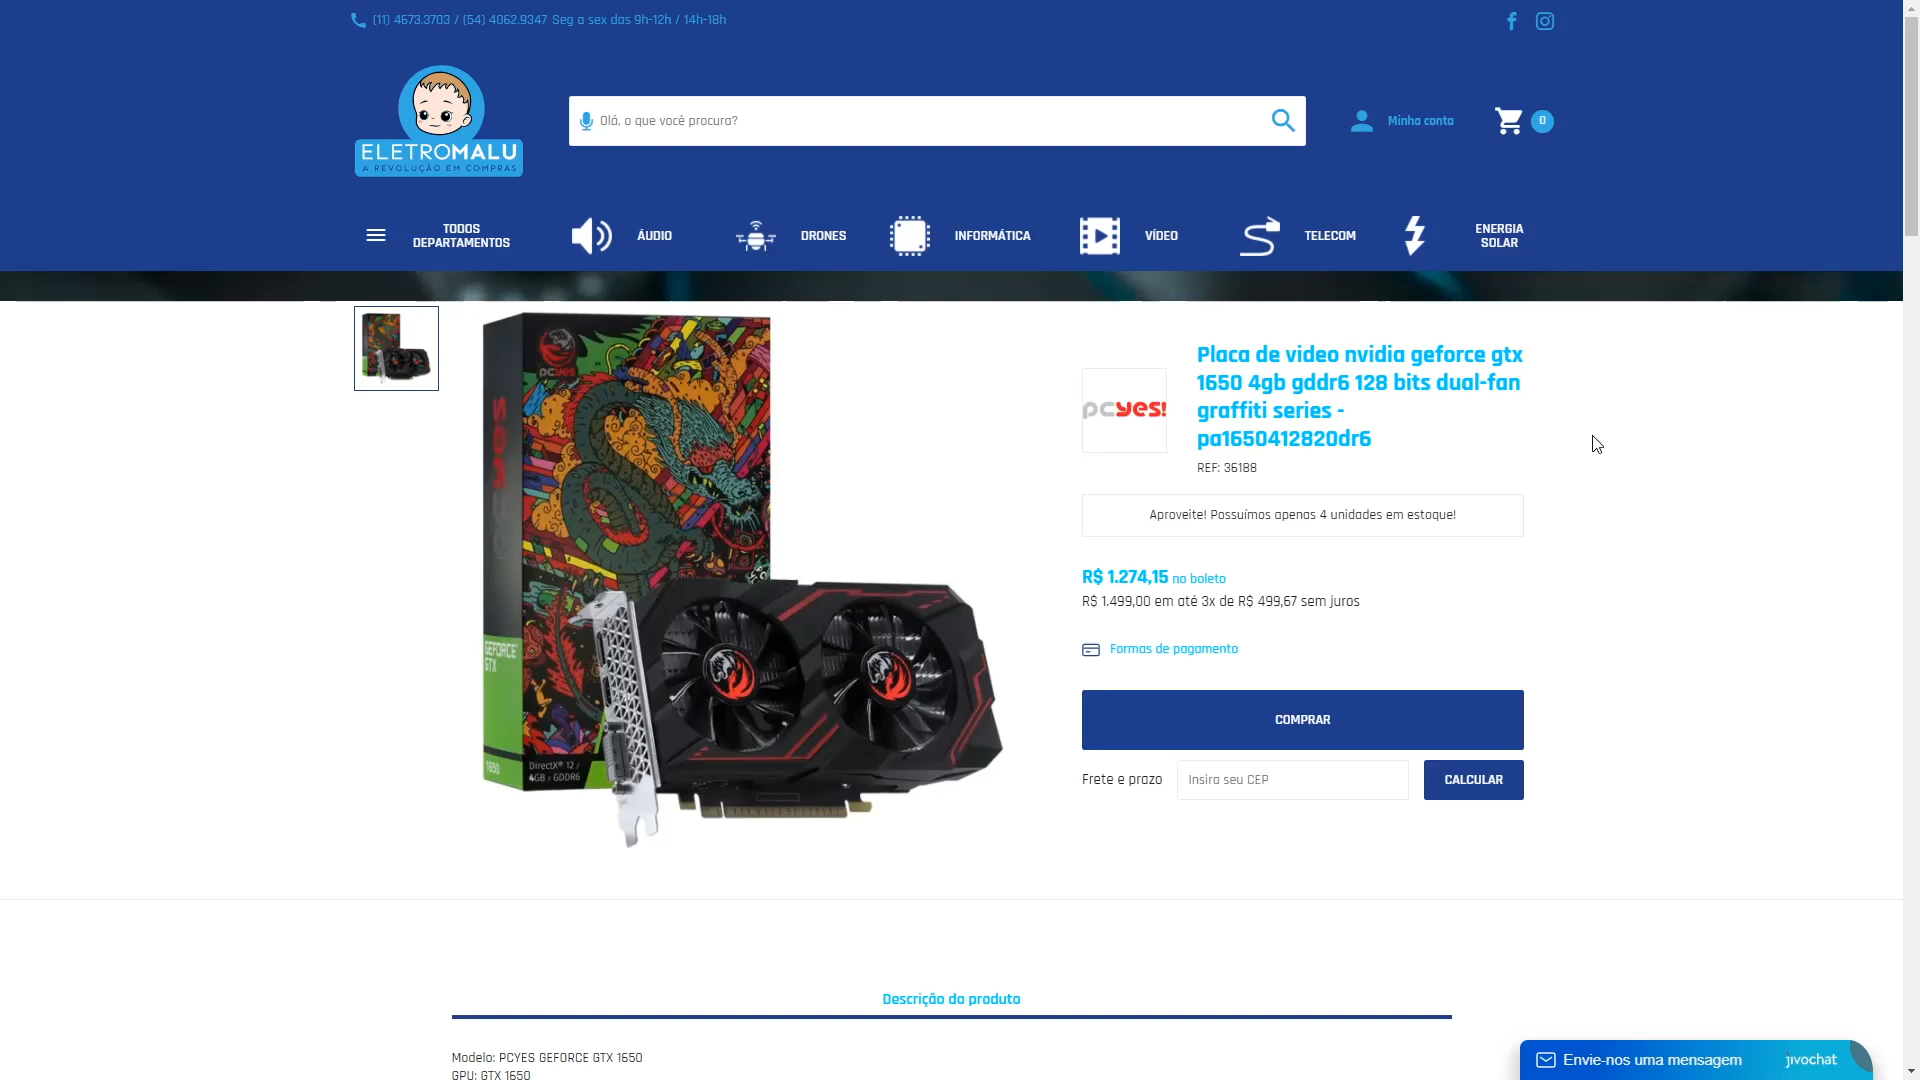 (11) 4673.3703 / (54) 4062.9347 Seg a sex das 9h-12h / 14h-18h
ELETROMALU
A REVOLUÇÃO EM COMPRAS
Olá, o que você procura?
Minha conta
0
TODOS
DEPARTAMENTOS
ÁUDIO
DRONES
INFORMÁTICA
VÍDEO
TELECOM
ENERGIA
SOLAR
pcyes
GEFORCE
GTX
1650
DirectX® 12 /
4GB / GDDR6
pcyes!
Placa de video nvidia geforce gtx
1650 4gb gddr6 128 bits dual-fan
graffiti series -
pa1650412820dr6
REF: 36188
Aproveite! Possuímos apenas 4 unidades em estoque!
R$ 1.274,15 no boleto
R$ 1.499,00 em até 3x de R$ 499,67 sem juros
Formas de pagamento
COMPRAR
Frete e prazo
Insira seu CEP
CALCULAR
Descrição do produto
Modelo: PCYES GEFORCE GTX 1650
GPU: GTX 1650
Envie-nos uma mensagem
jivochat